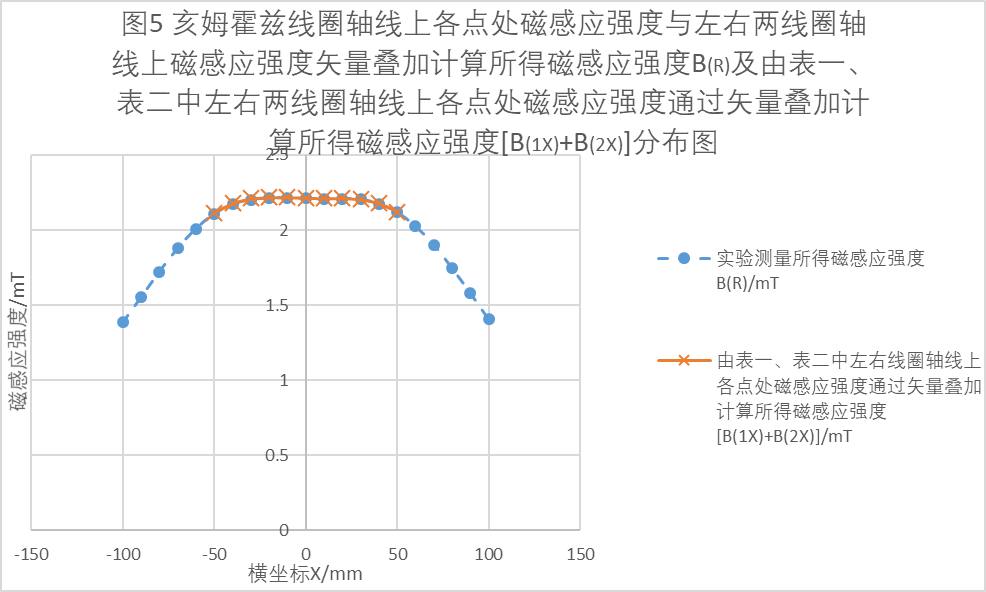 图5 亥姆霍兹线圈轴线上各点处磁感应强度与左右两线圈轴
线上磁感应强度矢量叠加计算所得磁感应强度B(R)及由表一、
表二中左右两线圈轴线上各点处磁感应强度通过矢量叠加计
算所得磁感应强度[B(1X)+B(2X)]分布图
2.5
2
1.5
1
0.5
0
-150 -100 -50 0 50 100 150
横坐标X/mm
磁感应强度/mT
实验测量所得磁感应强度
B(R)/mT
由表一、表二中左右线圈轴线上
各点处磁感应强度通过矢量叠加
计算所得磁感应强度
[B(1X)+B(2X)]/mT